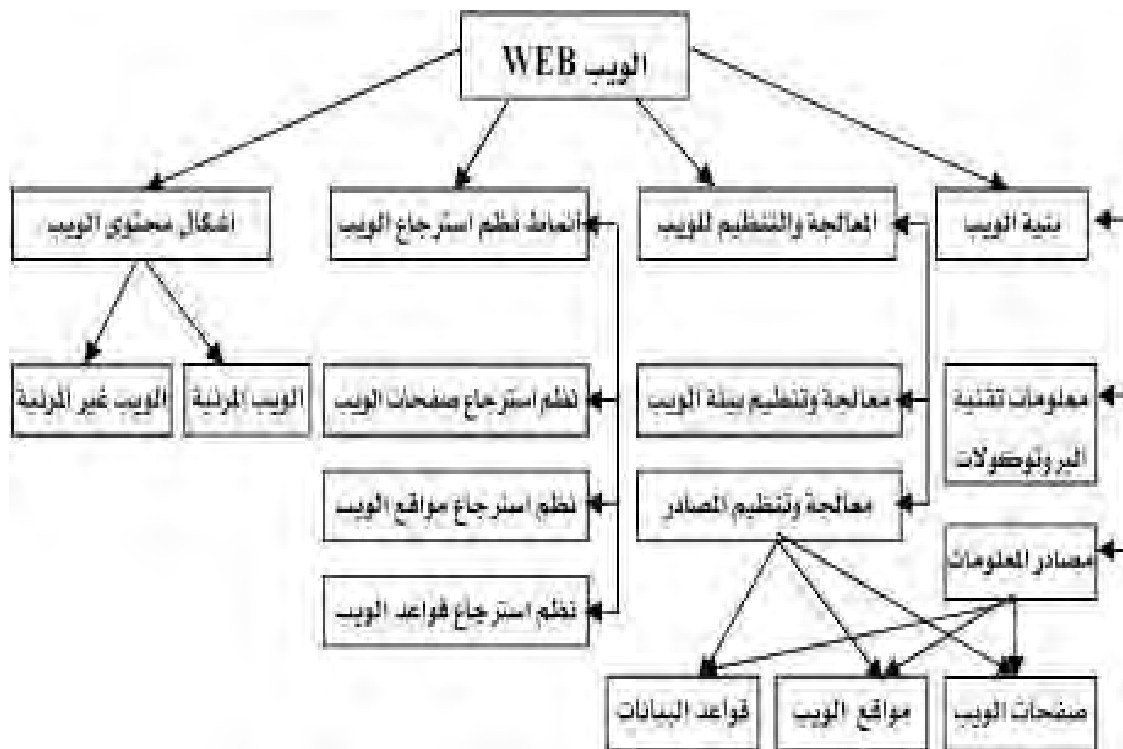 الويب WEB
بنية الويب
المعالجة والتنظيم للويب
أنماط نظم استرجاع الويب
أشكال محتوى الويب
معلومات تقنية
البروتوكولات
معالجة وتنظيم بيئة الويب
نظم استرجاع صفحات الويب
الويب المرئية
الويب غير المرئية
مصادر المعلومات
معالجة وتنظيم المصادر
نظم استرجاع مواقع الويب
نظم استرجاع قواعد الويب
صفحات الويب
مواقع الويب
قواعد البيانات